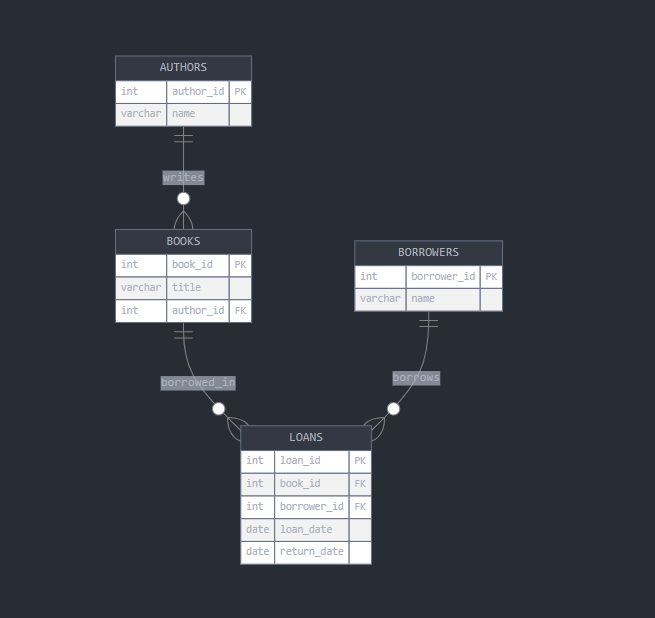 AUTHORS
int author_id PK
varchar name
writes
BOOKS
int book_id PK
varchar title
int author_id FK
BORROWERS
int borrower_id PK
varchar name
borrowed_in
borrows
LOANS
int loan_id PK
int book_id FK
int borrower_id FK
date loan_date
date return_date